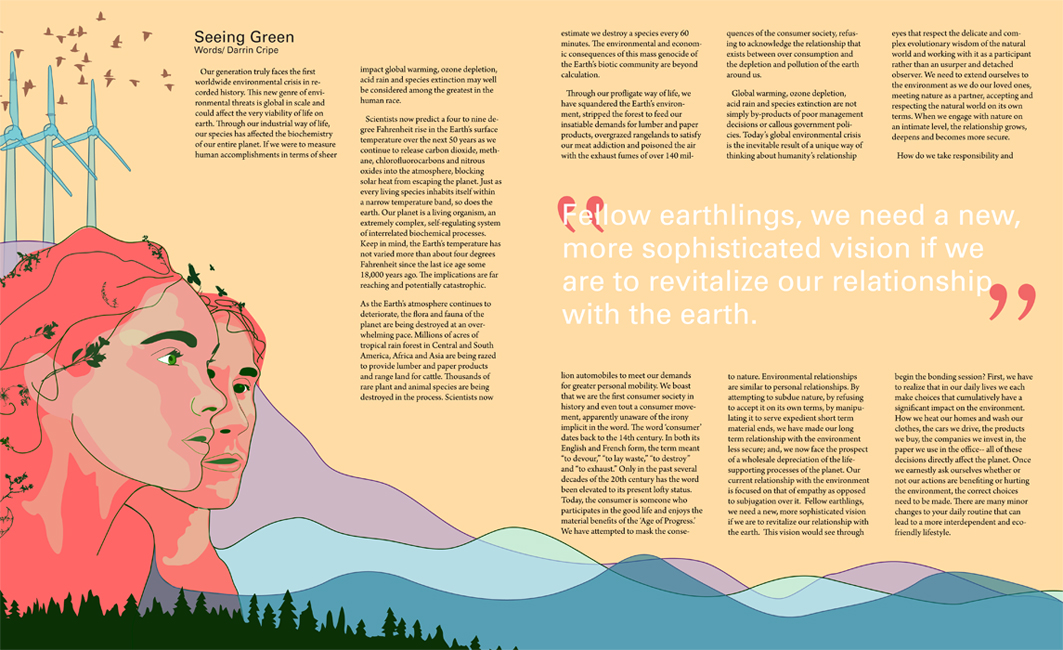 Seeing Green
Words/ Darrin Cripe
Our generation truly faces the first
worldwide environmental crisis in re-
corded history. This new genre of envi-
ronmental threats is global in scale and
could affect the very viability of life on
earth. Through our industrial way of life,
our species has affected the biochemistry
of our entire planet. If we were to measure
human accomplishments in terms of sheer
impact global warming, ozone depletion,
acid rain and species extinction may well
be considered among the greatest in the
human race.
Scientists now predict a four to nine de-
gree Fahrenheit rise in the Earth's surface
temperature over the next 50 years as we
continue to release carbon dioxide, meth-
ane, chlorofluorocarbons and nitrous
oxides into the atmosphere, blocking
solar heat from escaping the planet. Just as
every living species inhabits itself within
a narrow temperature band, so does the
earth. Our planet is a living organism, an
extremely complex, self-regulating system
of interrelated biochemical processes.
Keep in mind, the Earth's temperature has
not varied more than about four degrees
Fahrenheit since the last ice age some
18,000 years ago. The implications are far
reaching and potentially catastrophic.
As the Earth's atmosphere continues to
deteriorate, the flora and fauna of the
planet are being destroyed at an over-
whelming pace. Millions of acres of
tropical rain forest in Central and South
America, Africa and Asia are being razed
to provide lumber and paper products
and range land for cattle. Thousands of
rare plant and animal species are being
destroyed in the process. Scientists now
estimate we destroy a species every 60
minutes. The environmental and econom-
ic consequences of this mass genocide of
the Earth's biotic community are beyond
calculation.
Through our profligate way of life, we
have squandered the Earth's environ-
ment, stripped the forest to feed our
insatiable demands for lumber and paper
products, overgrazed rangelands to satisfy
our meat addiction and poisoned the air
with the exhaust fumes of over 140 mil-
quences of the consumer society, refus-
ing to acknowledge the relationship that
exists between over consumption and
the depletion and pollution of the earth
around us.
Global warming, ozone depletion,
acid rain and species extinction are not
simply by-products of poor management
decisions or callous government poli-
cies. Today's global environmental crisis
is the inevitable result of a unique way of
thinking about humanity's relationship
eyes that respect the delicate and com-
plex evolutionary wisdom of the natural
world and working with it as a participant
rather than an usurper and detached
observer. We need to extend ourselves to
the environment as we do our loved ones,
meeting nature as a partner, accepting and
respecting the natural world on its own
terms. When we engage with nature on
an intimate level, the relationship grows,
deepens and becomes more secure.
How do we take responsibility and
“Fellow earthlings, we need a new,
more sophisticated vision if we
are to revitalize our relationship
with the earth.”
lion automobiles to meet our demands
for greater personal mobility. We boast
that we are the first consumer society in
history and even tout a consumer move-
ment, apparently unaware of the irony
implicit in the word. The word 'consumer'
dates back to the 14th century. In both its
English and French form, the term meant
“to devour,” “to lay waste,” “to destroy”
and “to exhaust.” Only in the past several
decades of the 20th century has the word
been elevated to its present lofty status.
Today, the consumer is someone who
participates in the good life and enjoys the
material benefits of the 'Age of Progress.'
We have attempted to mask the conse-
to nature. Environmental relationships
are similar to personal relationships. By
attempting to subdue nature, by refusing
to accept it on its own terms, by manipu-
lating it to serve expedient short term
material ends, we have made our long
term relationship with the environment
less secure; and, we now face the prospect
of a wholesale depletion of the life-
supporting processes of the planet. Our
current relationship with the environment
is focused on that of empathy as opposed
to subjugation over it. Fellow earthlings,
we need a new, more sophisticated vision
if we are to revitalize our relationship with
the earth. This vision would see through
begin the bonding session? First, we have
to realize that in our daily lives we each
make choices that cumulatively have a
significant impact on the environment.
How we heat our homes and wash our
clothes, the cars we drive, the products
we buy, the companies we invest in, the
paper we use in the office-- all of these
decisions directly affect the planet. Once
we earnestly ask ourselves whether or
not our actions are benefiting or hurting
the environment, the correct choices
need to be made. There are many minor
changes to your daily routine that can
lead to a more interdependent and eco-
friendly lifestyle.